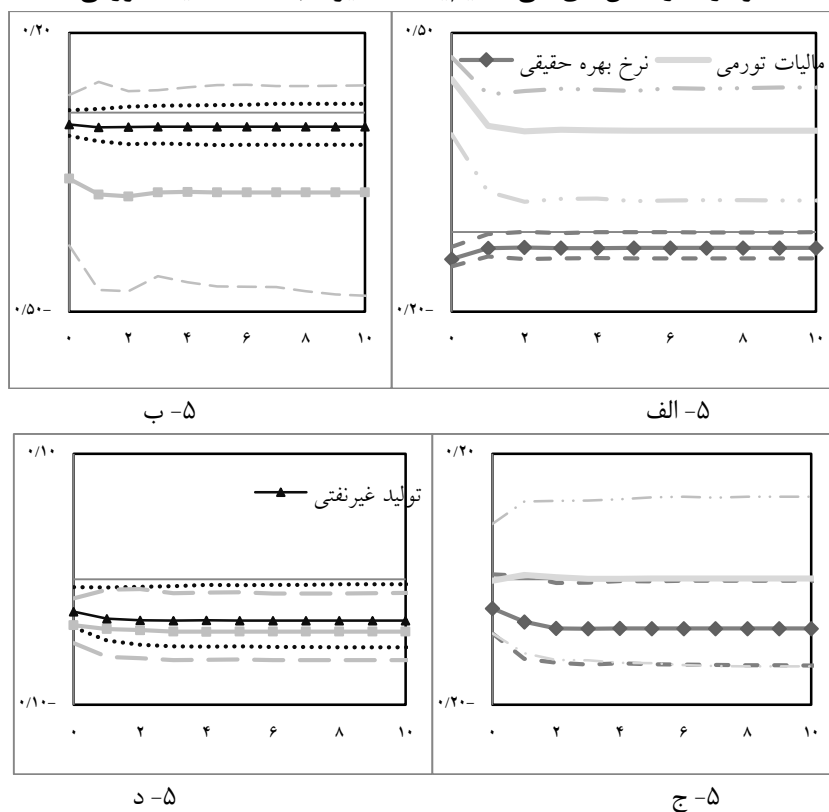 ۰/۵۰
نرخ بهره حقیقی مالیات تورمی
۰/۲۰-
۰ ۲ ۴ ۶ ۸ ۱۰
۵- الف
۰/۲۰
۰/۵۰-
۰ ۲ ۴ ۶ ۸ ۱۰
۵- ب
۰/۲۰
۰/۲۰-
۰ ۲ ۴ ۶ ۸ ۱۰
۵- ج
۰/۱۰
تولید غیرنفتی
۰/۱۰-
۰ ۲ ۴ ۶ ۸ ۱۰
۵- د